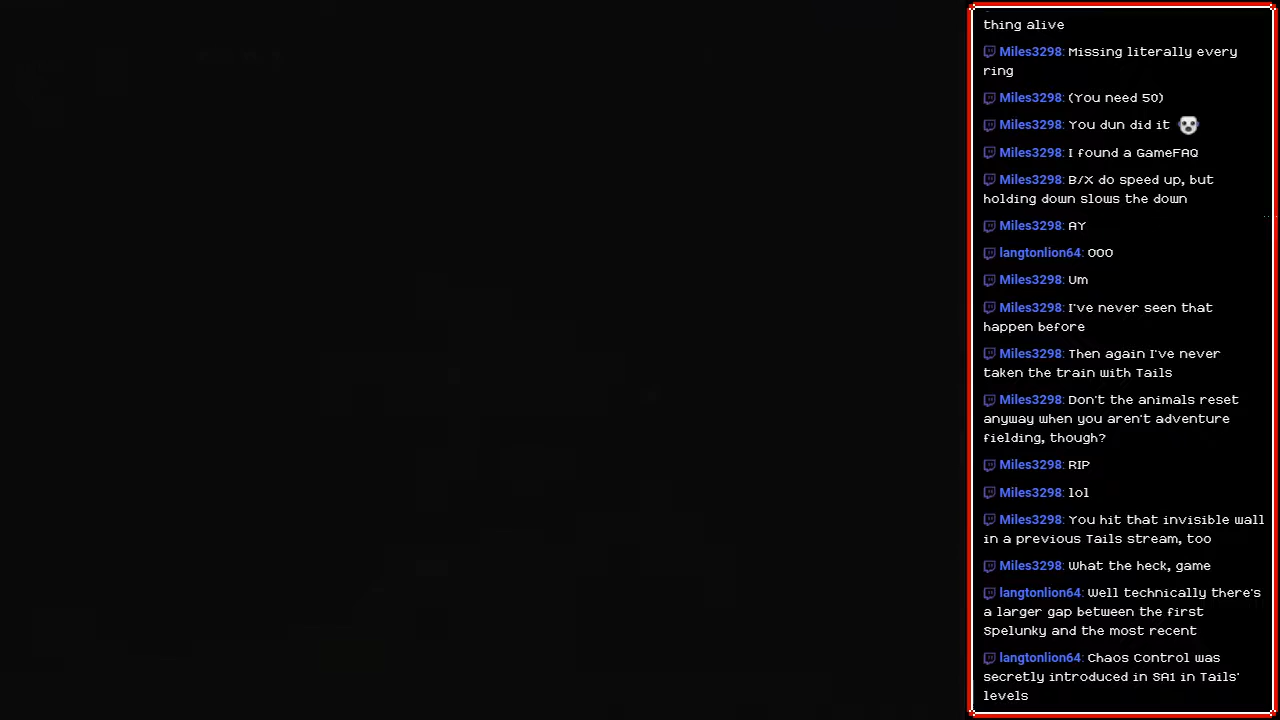 thing alive
Miles3298: Missing literally every
ring
Miles3298: (You need 50)
Miles3298: You dun did it
Miles3298: I found a GameFAQ
Miles3298: B/X do speed up, but
holding down slows the down
Miles3298: AY
langtonlion64: OOO
Miles3298: Um
Miles3298: I've never seen that
happen before
Miles3298: Then again I've never
taken the train with Tails
Miles3298: Don't the animals reset
anyway when you aren't adventure
fielding, though?
Miles3298: RIP
Miles3298: lol
Miles3298: You hit that invisible wall
in a previous Tails stream, too
Miles3298: What the heck, game
langtonlion64: Well technically there's
a larger gap between the first
Spelunky and the most recent
langtonlion64: Chaos Control was
secretly introduced in SA1 in Tails'
levels